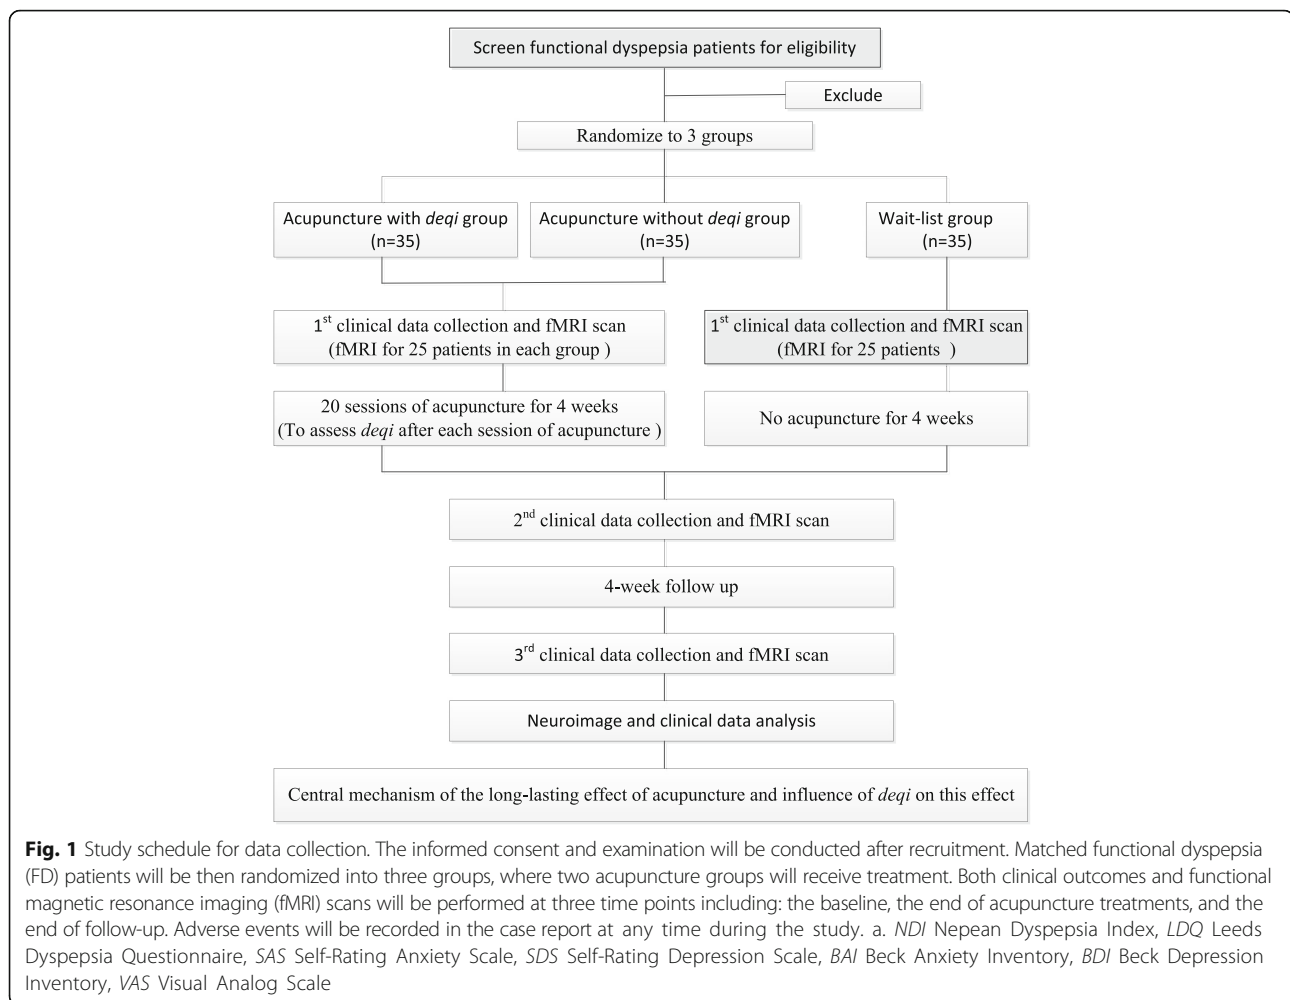 Screen functional dyspepsia patients for eligibility
Exclude
Randomize to 3 groups
Acupuncture with deqi group
(n=35)
Acupuncture without deqi group
(n=35)
Wait-list group
(n=35)
1st clinical data collection and fMRI scan
(fMRI for 25 patients in each group )
1st clinical data collection and fMRI scan
(fMRI for 25 patients )
20 sessions of acupuncture for 4 weeks
(To assess deqi after each session of acupuncture )
No acupuncture for 4 weeks
2nd clinical data collection and fMRI scan
4-week follow up
3rd clinical data collection and fMRI scan
Neuroimage and clinical data analysis
Central mechanism of the long-lasting effect of acupuncture and influence of deqi on this effect
Fig. 1 Study schedule for data collection. The informed consent and examination will be conducted after recruitment. Matched functional dyspepsia
(FD) patients will be then randomized into three groups, where two acupuncture groups will receive treatment. Both clinical outcomes and functional
magnetic resonance imaging (fMRI) scans will be performed at three time points including: the baseline, the end of acupuncture treatments, and the
end of follow-up. Adverse events will be recorded in the case report at any time during the study. a. NDI Nepean Dyspepsia Index, LDQ Leeds
Dyspepsia Questionnaire, SAS Self-Rating Anxiety Scale, SDS Self-Rating Depression Scale, BAI Beck Anxiety Inventory, BDI Beck Depression
Inventory, VAS Visual Analog Scale